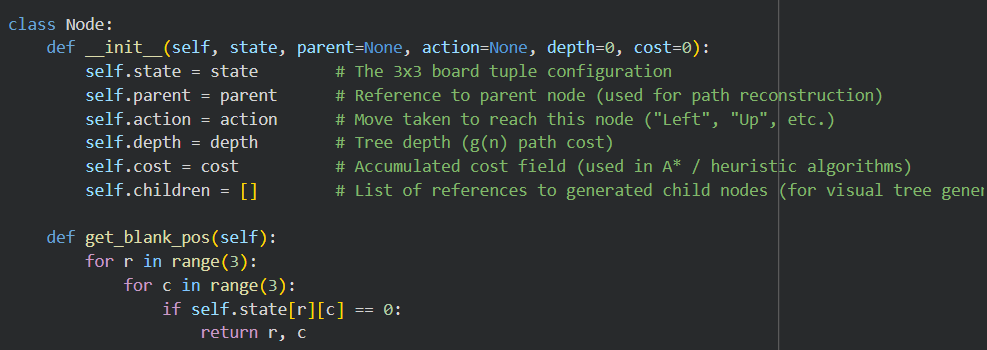 class Node:
    def __init__(self, state, parent=None, action=None, depth=0, cost=0):
        self.state = state        # The 3x3 board tuple configuration
        self.parent = parent      # Reference to parent node (used for path reconstruction)
        self.action = action      # Move taken to reach this node ("Left", "Up", etc.)
        self.depth = depth        # Tree depth (g(n) path cost)
        self.cost = cost          # Accumulated cost field (used in A* / heuristic algorithms)
        self.children = []        # List of references to generated child nodes (for visual tree gene
    def get_blank_pos(self):
        for r in range(3):
            for c in range(3):
                if self.state[r][c] == 0:
                    return r, c